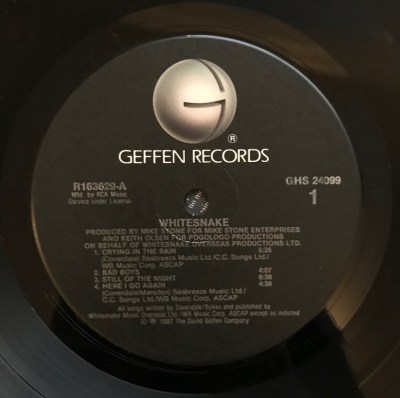 G
®
GEFFEN RECORDS
R163629-A
Mfd. by RCA Music
Service under License
GHS 24099
1
WHITESNAKE
PRODUCED BY MIKE STONE FOR MIKE STONE ENTERPRISES
AND KEITH OLSEN FOR POGOLOGO PRODUCTIONS
ON BEHALF OF WHITESNAKE OVERSEAS PRODUCTIONS LTD.
1. CRYING IN THE RAIN 5:35
(Coverdale) Seabreeze Music Ltd./C.C. Songs Ltd./
WB Music Corp. ASCAP
2. BAD BOYS 4:07
3. STILL OF THE NIGHT 6:38
4. HERE I GO AGAIN 4:36
(Coverdale/Marsden) Seabreeze Music Ltd./
C.C. Songs Ltd./WB Music Corp. ASCAP
All songs written by Coverdale/Sykes and published by
Whitesnake Music Overseas Ltd./WB Music Corp. ASCAP except as indicated
℗ 1987 The David Geffen Company